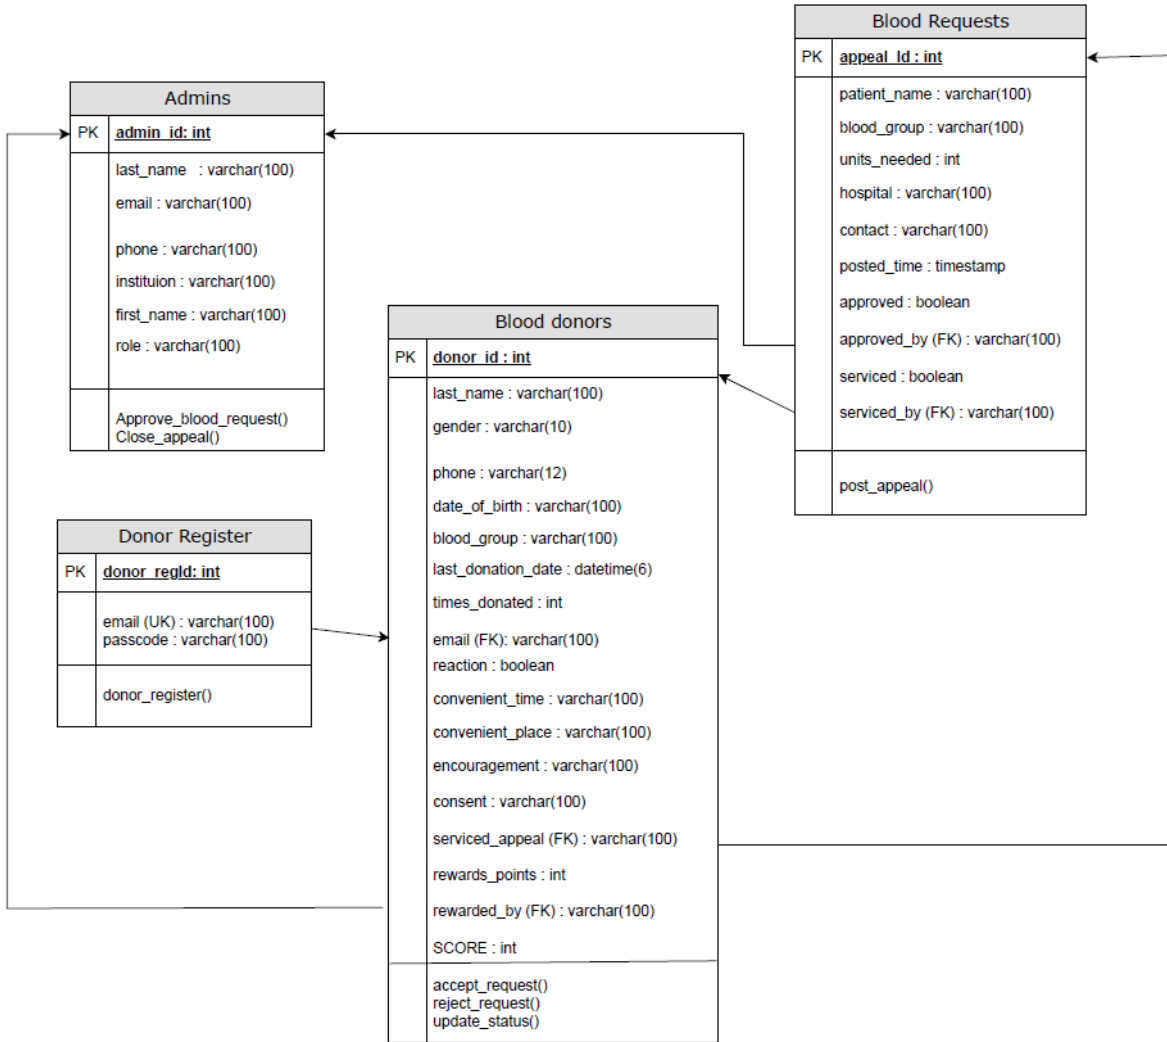 Blood Requests
PK appeal_Id : int
patient_name : varchar(100)
blood_group : varchar(100)
units_needed : int
hospital : varchar(100)
contact : varchar(100)
posted_time : timestamp
approved : boolean
approved_by (FK) : varchar(100)
serviced : boolean
serviced_by (FK) : varchar(100)
post_appeal()
Admins
PK admin_id: int
last_name : varchar(100)
email : varchar(100)
phone : varchar(100)
instituion : varchar(100)
first_name : varchar(100)
role : varchar(100)
Approve_blood_request()
Close_appeal()
Blood donors
PK donor_id : int
last_name : varchar(100)
gender : varchar(10)
phone : varchar(12)
date_of_birth : varchar(100)
blood_group : varchar(100)
last_donation_date : datetime(6)
times_donated : int
email (FK): varchar(100)
reaction : boolean
convenient_time : varchar(100)
convenient_place : varchar(100)
encouragement : varchar(100)
consent : varchar(100)
serviced_appeal (FK) : varchar(100)
rewards_points : int
rewarded_by (FK) : varchar(100)
SCORE : int
accept_request()
reject_request()
update_status()
Donor Register
PK donor_regId: int
email (UK) : varchar(100)
passcode : varchar(100)
donor_register()